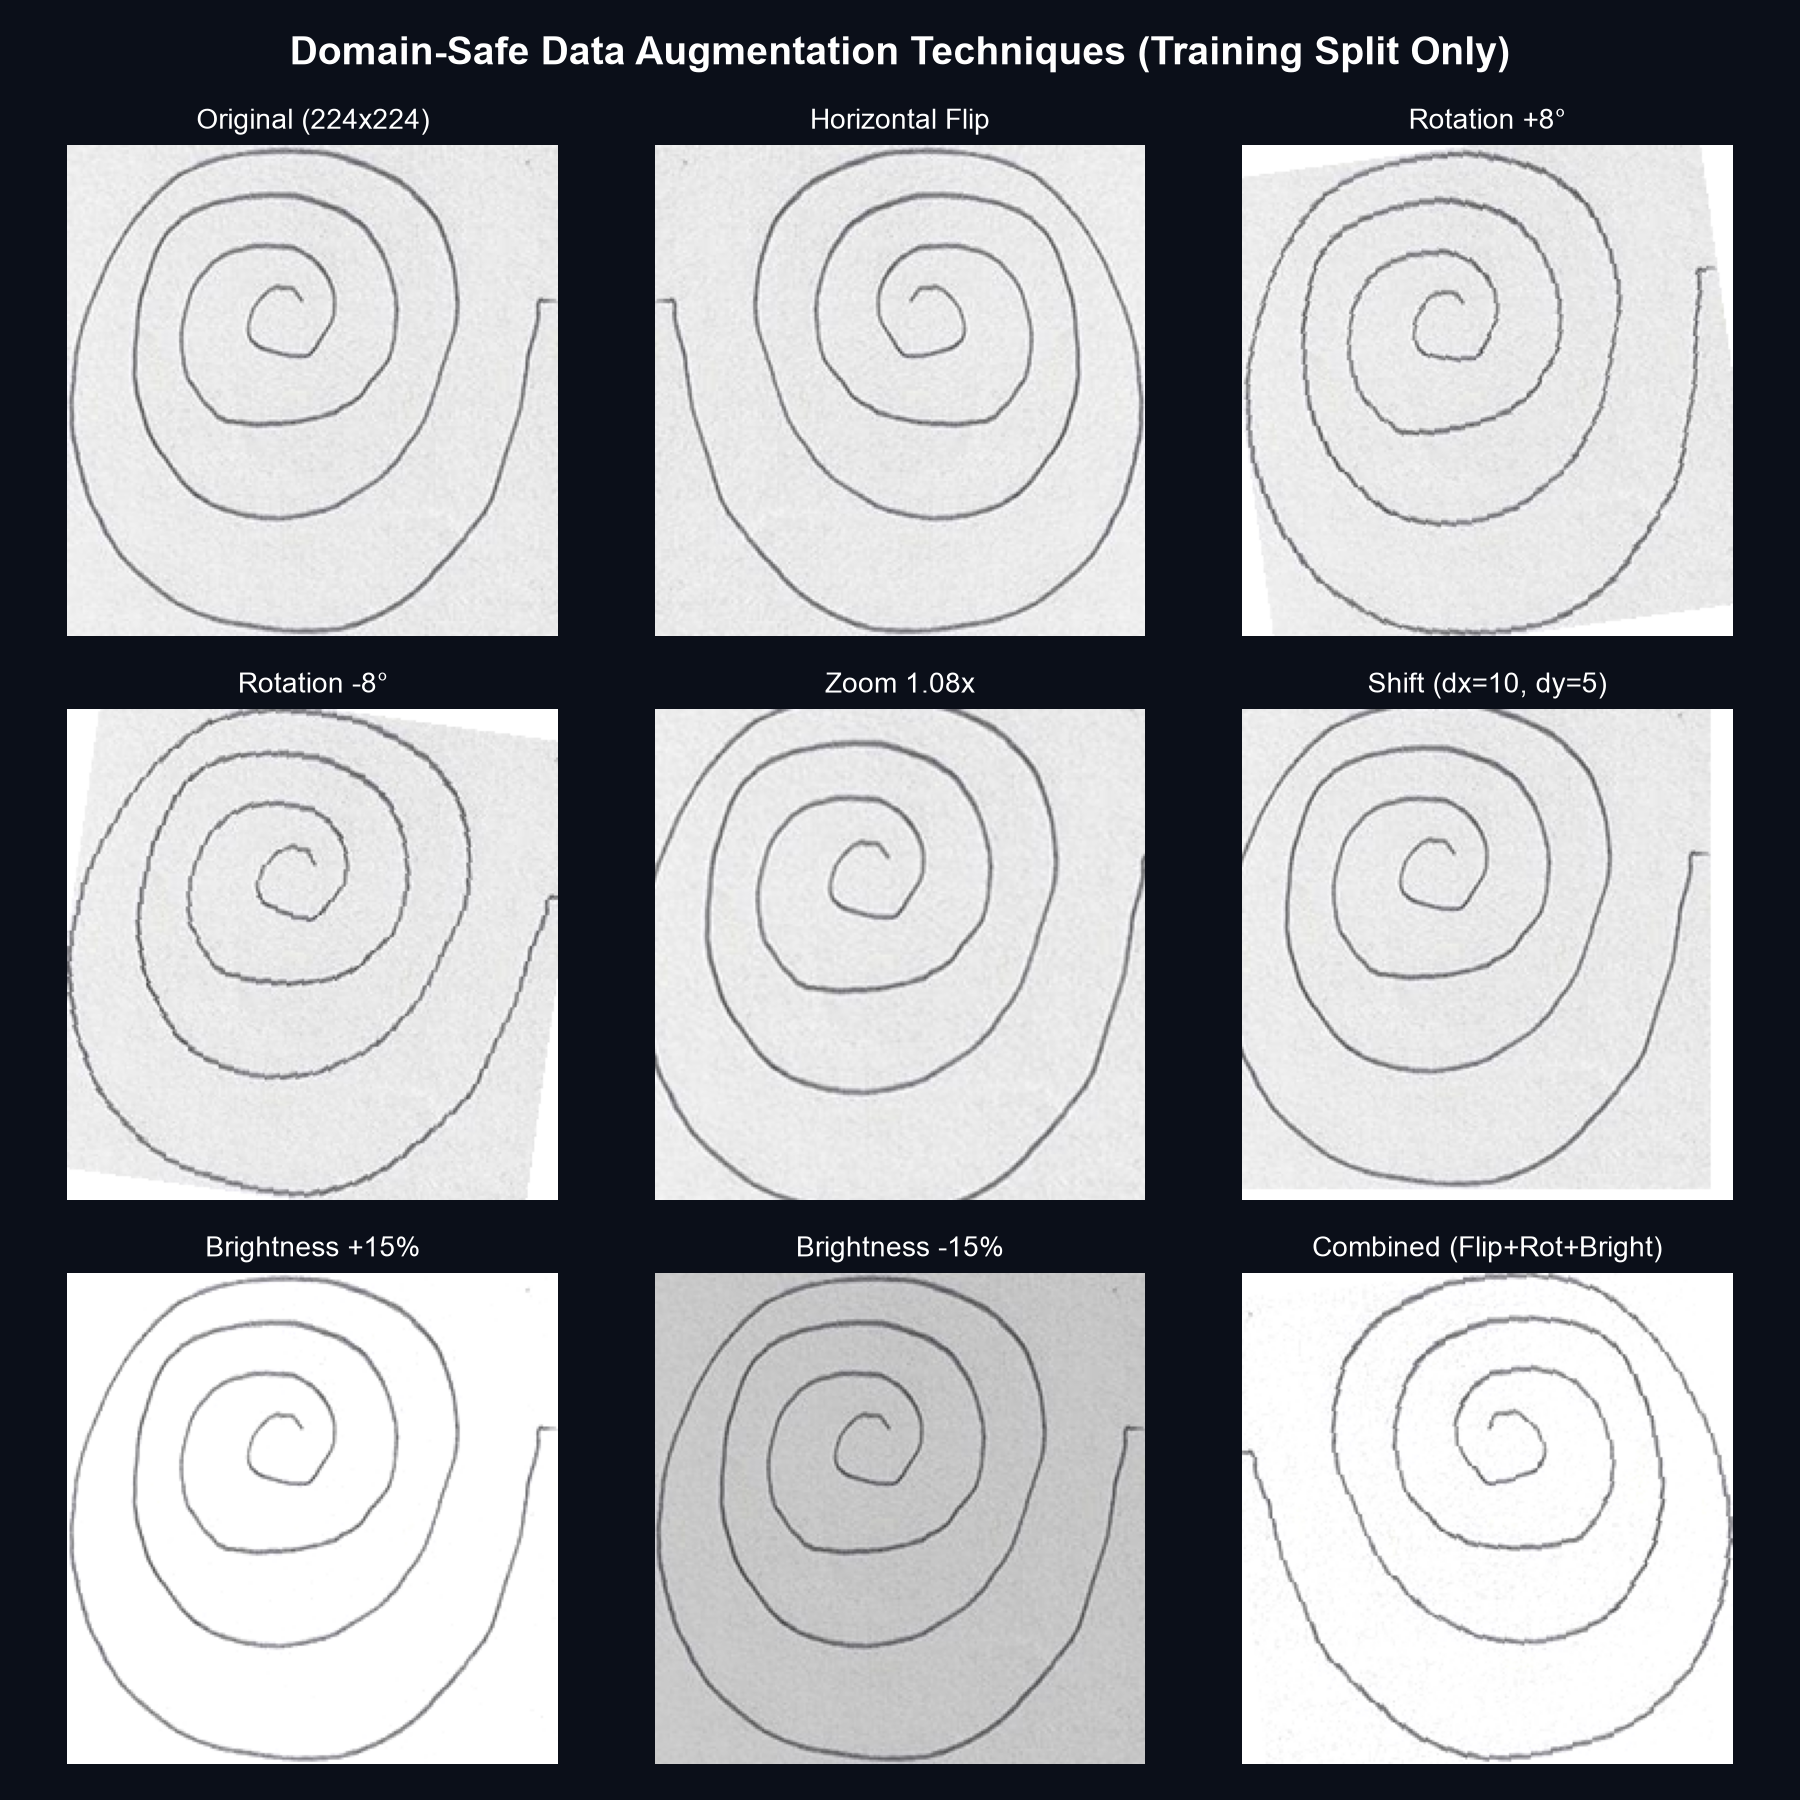 Domain-Safe Data Augmentation Techniques (Training Split Only)
Original (224x224)
Horizontal Flip
Rotation +8°
Rotation -8°
Zoom 1.08x
Shift (dx=10, dy=5)
Brightness +15%
Brightness -15%
Combined (Flip+Rot+Bright)